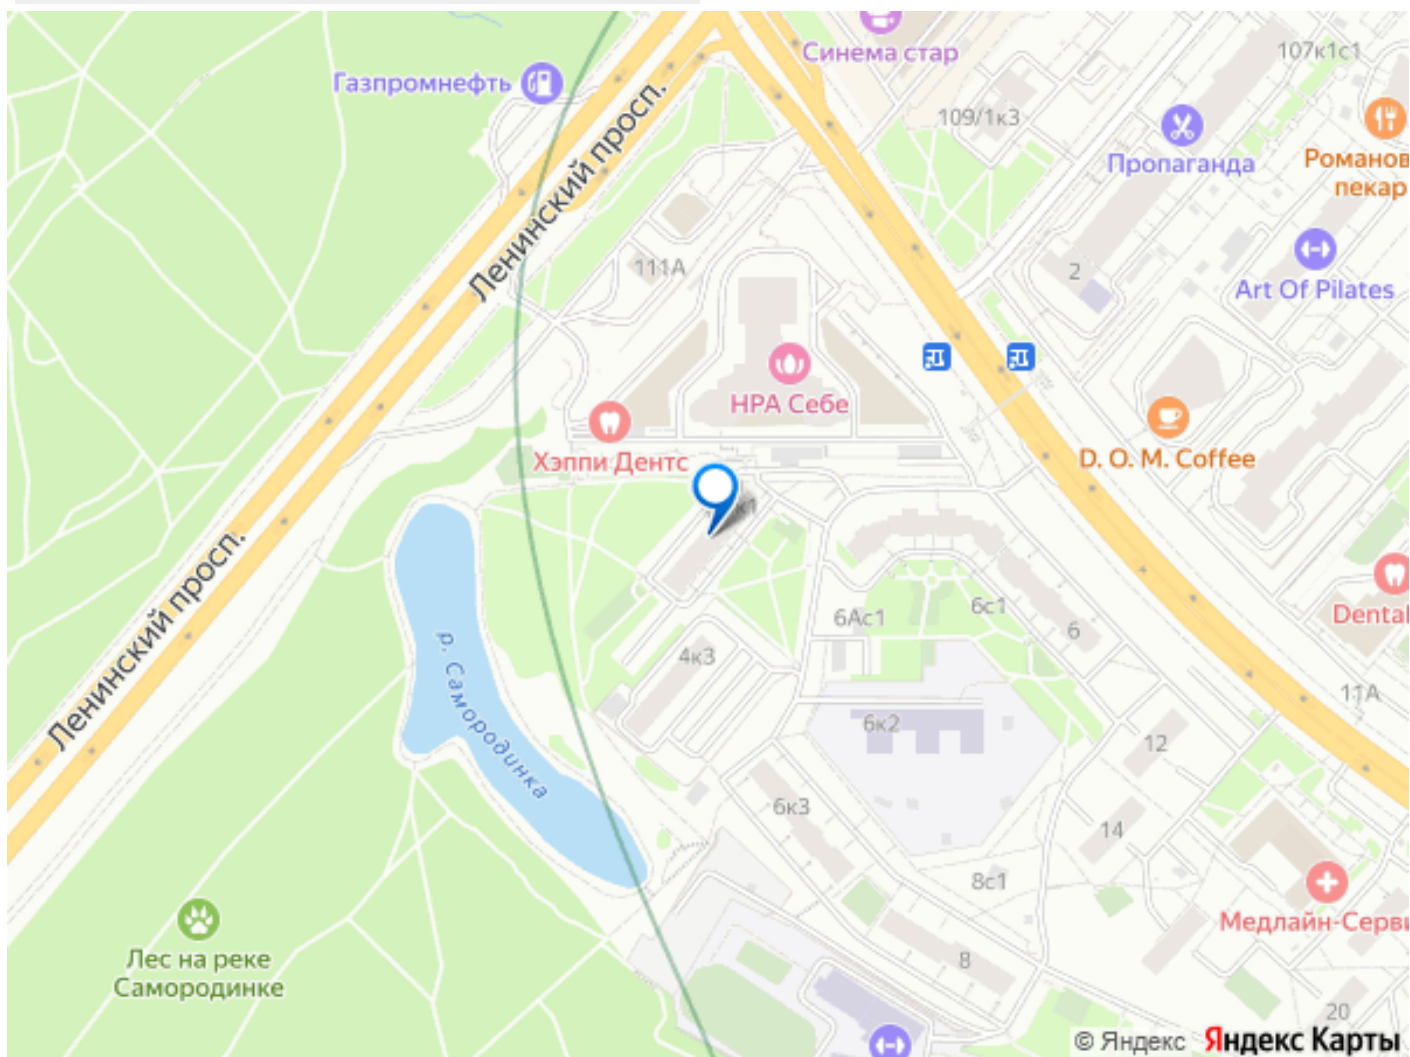 Синема стар
107к1с1
Газпромнефть
109/1к3
Пропаганда
Романов
пекар
Ленинский просп.
111А
2
Art Of Pilates
НРА Себе
Хэппи Дентс
D. O. M. Coffee
к1
Ленинский просп.
6Ас1
6с1
6
Dental
4к3
р. Самородинка
11А
6к2
12
6к3
14
8с1
Медлайн-Серви
Лес на реке
Самородинке
8
20
© Яндекс Яндекс Карты